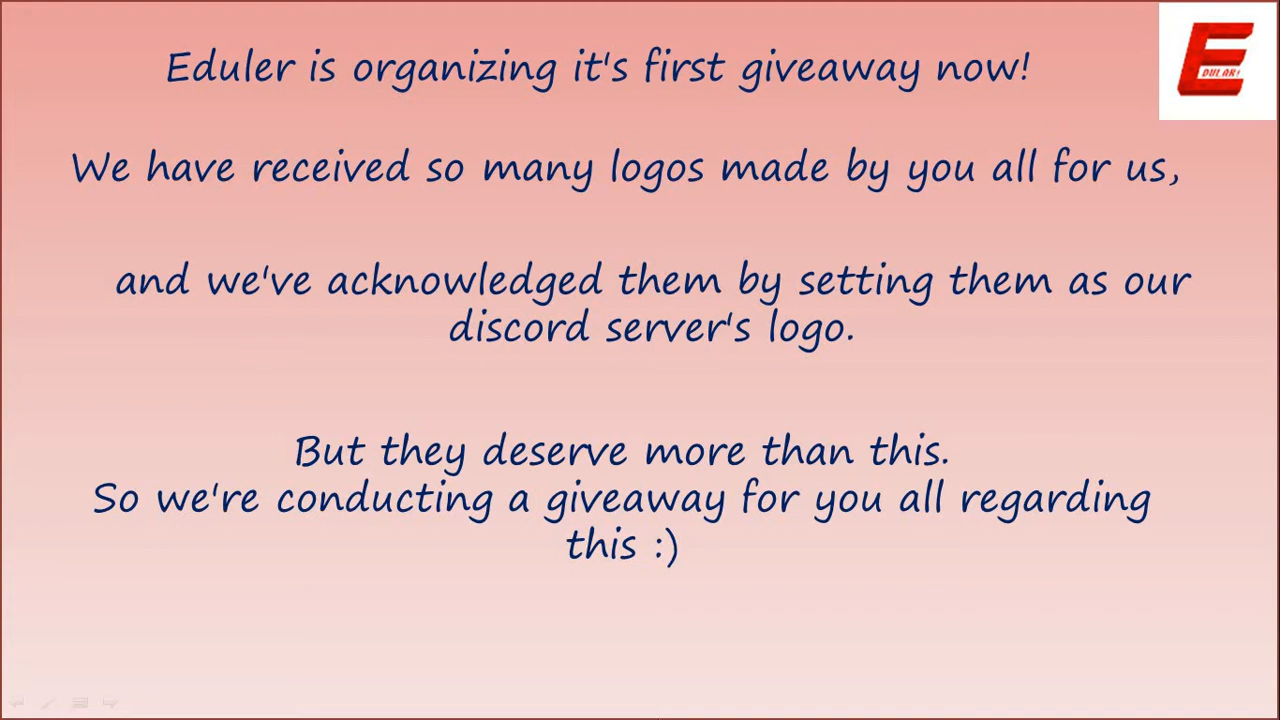 Eduler is organizing it's first giveaway now!
E
DULAR!
We have received so many logos made by you all for us,
and we've acknowledged them by setting them as our
discord server's logo.
But they deserve more than this.
So we're conducting a giveaway for you all regarding
this :)